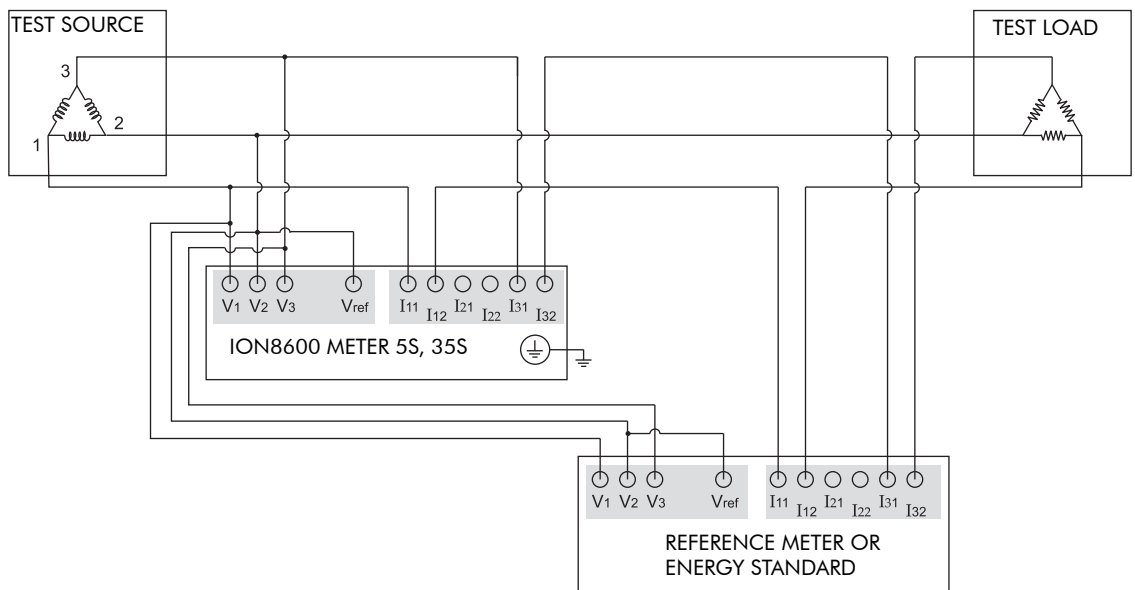 TEST SOURCE
TEST LOAD
3
2
1
V1 V2 V3 Vref I11 I12 I21 I22 I31 I32
ION8600 METER 5S, 35S
V1 V2 V3 Vref I11 I12 I21 I22 I31 I32
REFERENCE METER OR
ENERGY STANDARD